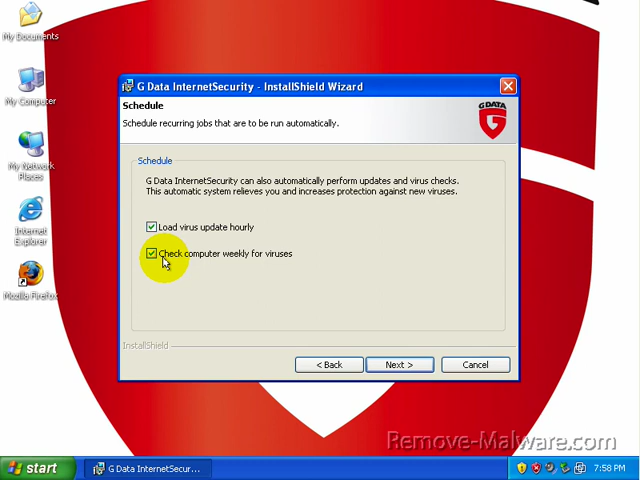 My Documents
My Computer
My Network
Places
Internet
Explorer
Mozilla Firefox
G Data InternetSecurity - InstallShield Wizard
Schedule
Schedule recurring jobs that are to be run automatically.
G DATA
Schedule
G Data InternetSecurity can also automatically perform updates and virus checks.
This automatic system relieves you and increases protection against new viruses.
Load virus update hourly
Check computer weekly for viruses
InstallShield
< Back
Next >
Cancel
Remove-Malware.com
start
G Data InternetSecur...
7:58 PM